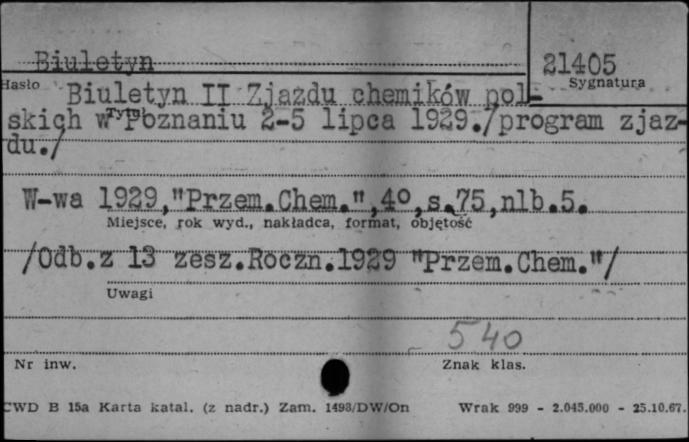 Biuletyn
21405
Hasło
Sygnatura
Biuletyn II Zjazdu chemików pol-
skich w Poznaniu 2-5 lipca 1929./program zjaz-
Tytuł
du./
W-wa 1929,"Przem.Chem.",4º,s.75,nlb.5.
Miejsce, rok wyd., nakładca, format, objętość
/Odb.z 13 zesz.Roczn.1929 "Przem.Chem."/
Uwagi
540
Nr inw.
Znak klas.
CWD B 15a Karta katal. (z nadr.) Zam. 1493/DW/On Wrak 999 - 2.045.000 - 25.10.67.